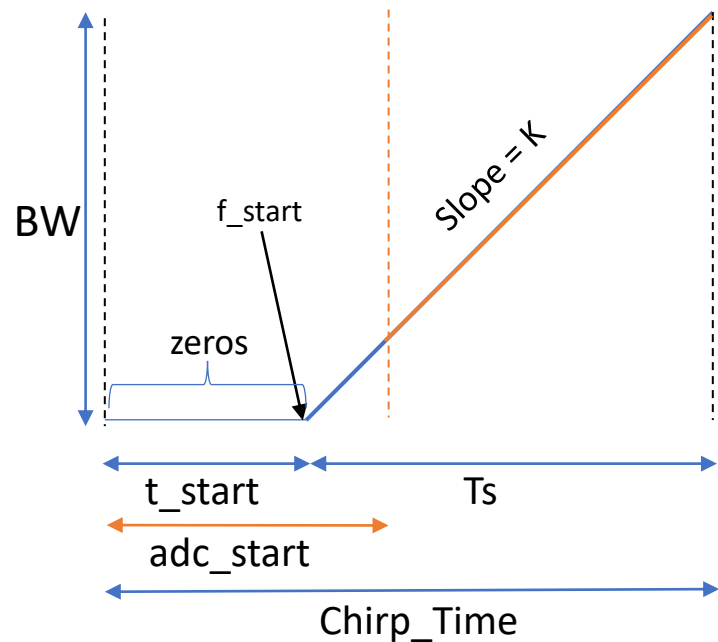 Slope = K
f_start
BW
zeros
t_start
Ts
adc_start
Chirp_Time